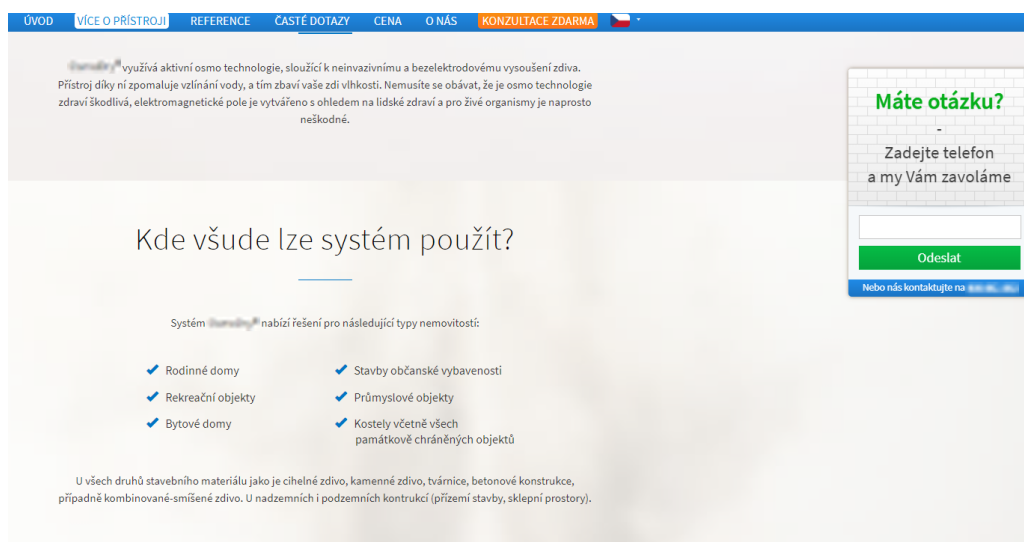 ÚVOD VÍCE O PŘÍSTROJI REFERENCE ČASTÉ DOTAZY CENA O NÁS KONZULTACE ZDARMA
využívá aktivní osmo technologie, sloužící k neinvazivnímu a bezelektrodovému vysoušení zdiva.
Přístroj díky ní zpomaluje vzlínání vody, a tím zbaví vaše zdi vlhkosti. Nemusíte se obávat, že je osmo technologie
zdraví škodlivá, elektromagnetické pole je vytvářeno s ohledem na lidské zdraví a pro živé organismy je naprosto
neškodné.
Máte otázku?
-
Zadejte telefon
a my Vám zavoláme
Odeslat
Nebo nás kontaktujte na
Kde všude lze systém použít?
Systém nabízí řešení pro následující typy nemovitostí:
Rodinné domy
Rekreační objekty
Bytové domy
Stavby občanské vybavenosti
Průmyslové objekty
Kostely včetně všech
památkově chráněných objektů
U všech druhů stavebního materiálu jako je cihelné zdivo, kamenné zdivo, tvárnice, betonové konstrukce,
případně kombinované-smíšené zdivo. U nadzemních i podzemních kontrukcí (přízemí stavby, sklepní prostory).